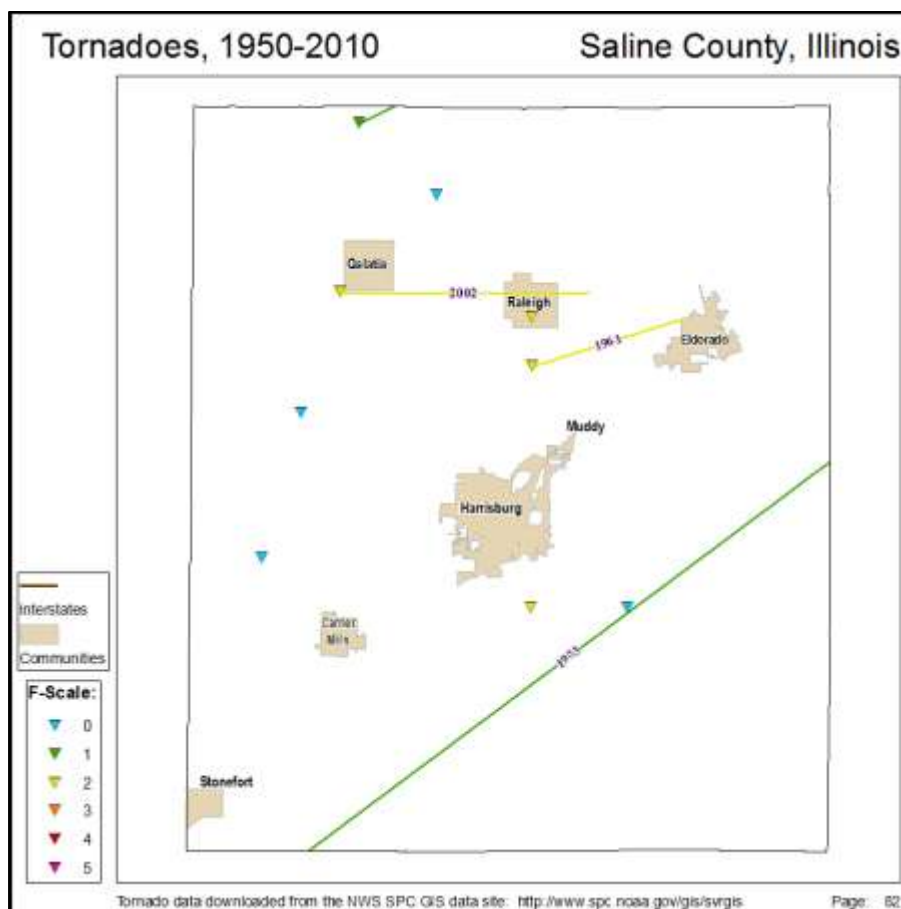 Tornadoes, 1950-2010
Saline County, Illinois
Galatia
2002
Raleigh
1961
Eldorado
Muddy
Harrisburg
Carrier
Mills
1953
Stonefort
Interstates
Communities
F-Scale:
0
1
2
3
4
5
Tornado data downloaded from the NWS SPC GIS data site: http://www.spc.noaa.gov/gis/svrgis
Page: 82